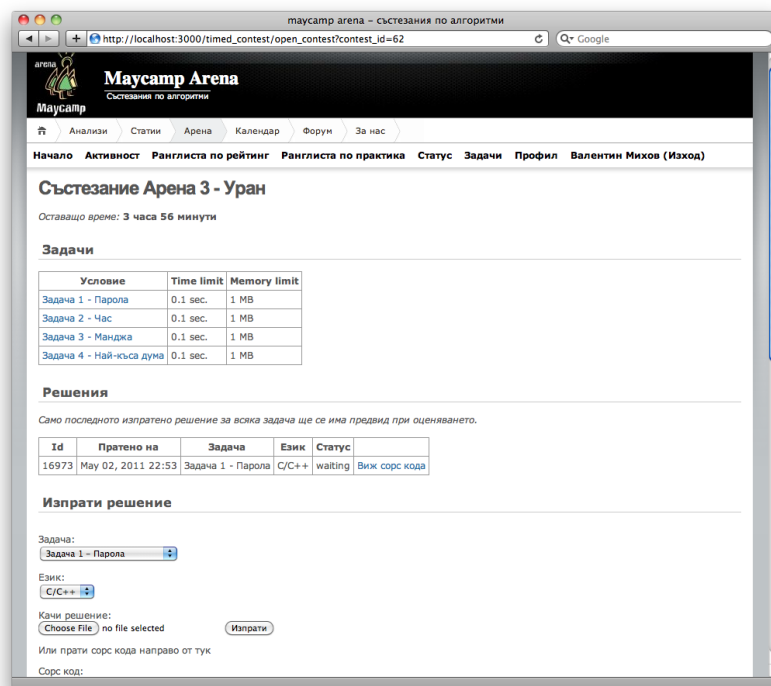 maycamp arena – състезания по алгоритми
http://localhost:3000/timed_contest/open_contest?contest_id=62
Google
arena
Maycamp
Maycamp Arena
Състезания по алгоритми
Анализи Статии Арена Календар Форум За нас
Начало Активност Ранглиста по рейтинг Ранглиста по практика Статус Задачи Профил Валентин Михов (Изход)
Състезание Арена 3 - Уран
Оставащо време: 3 часа 56 минути
Задачи
Условие Time limit Memory limit
Задача 1 - Парола 0.1 sec. 1 MB
Задача 2 - Час 0.1 sec. 1 MB
Задача 3 - Манджа 0.1 sec. 1 MB
Задача 4 - Най-къса дума 0.1 sec. 1 MB
Решения
Само последното изпратено решение за всяка задача ще се има предвид при оценяването.
Id Пратено на Задача Език Статус
16973 May 02, 2011 22:53 Задача 1 - Парола C/C++ waiting Виж сорс кода
Изпрати решение
Задача:
Задача 1 – Парола
Език:
C/C++
Качи решение:
Choose File no file selected Изпрати
Или прати сорс кода направо от тук
Сорс код: